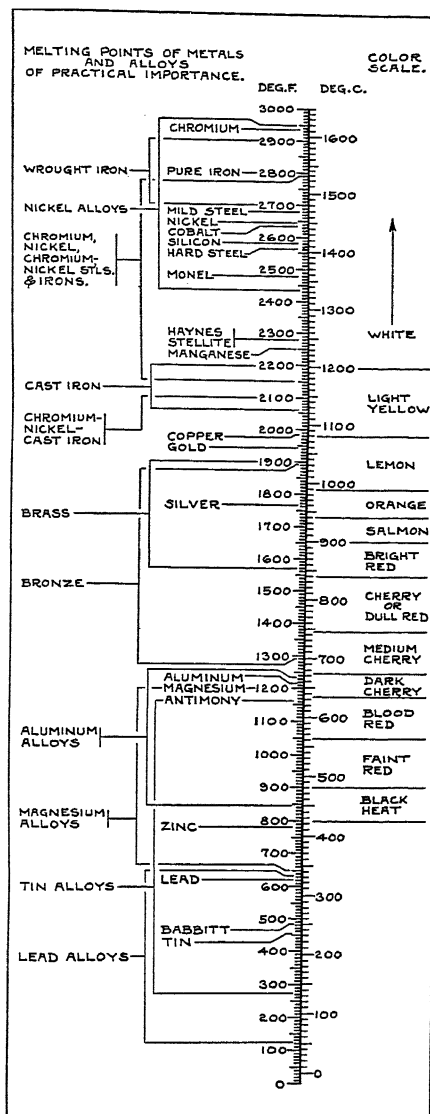 MELTING POINTS OF METALS
AND ALLOYS
OF PRACTICAL IMPORTANCE.
COLOR
SCALE.
DEG.F. DEG.C.
3000
CHROMIUM
2900
1600
WROUGHT IRON
PURE IRON 2800
1500
NICKEL ALLOYS
2700
MILD STEEL
NICKEL
COBALT
CHROMIUM,
NICKEL,
CHROMIUM-
NICKEL STLS.
& IRONS.
SILICON 2600
HARD STEEL
1400
MONEL 2500
2400
1300
HAYNES
STELLITE
2300
WHITE
MANGANESE
2200
1200
CAST IRON
2100
LIGHT
YELLOW
CHROMIUM-
NICKEL-
CAST IRON
2000
1100
COPPER
GOLD
1900
LEMON
1000
SILVER 1800
ORANGE
BRASS
1700
SALMON
900
1600
BRIGHT
RED
BRONZE
1500
800
CHERRY
OR
DULL RED
1400
1300
700
MEDIUM
CHERRY
ALUMINUM
MAGNESIUM 1200
DARK
CHERRY
ANTIMONY
1100
600
BLOOD
RED
ALUMINUM
ALLOYS
1000
FAINT
RED
500
900
BLACK
HEAT
MAGNESIUM
ALLOYS
800
ZINC
400
700
TIN ALLOYS
LEAD
600
300
500
BABBITT
TIN
LEAD ALLOYS
400
200
300
200
100
100
0
0